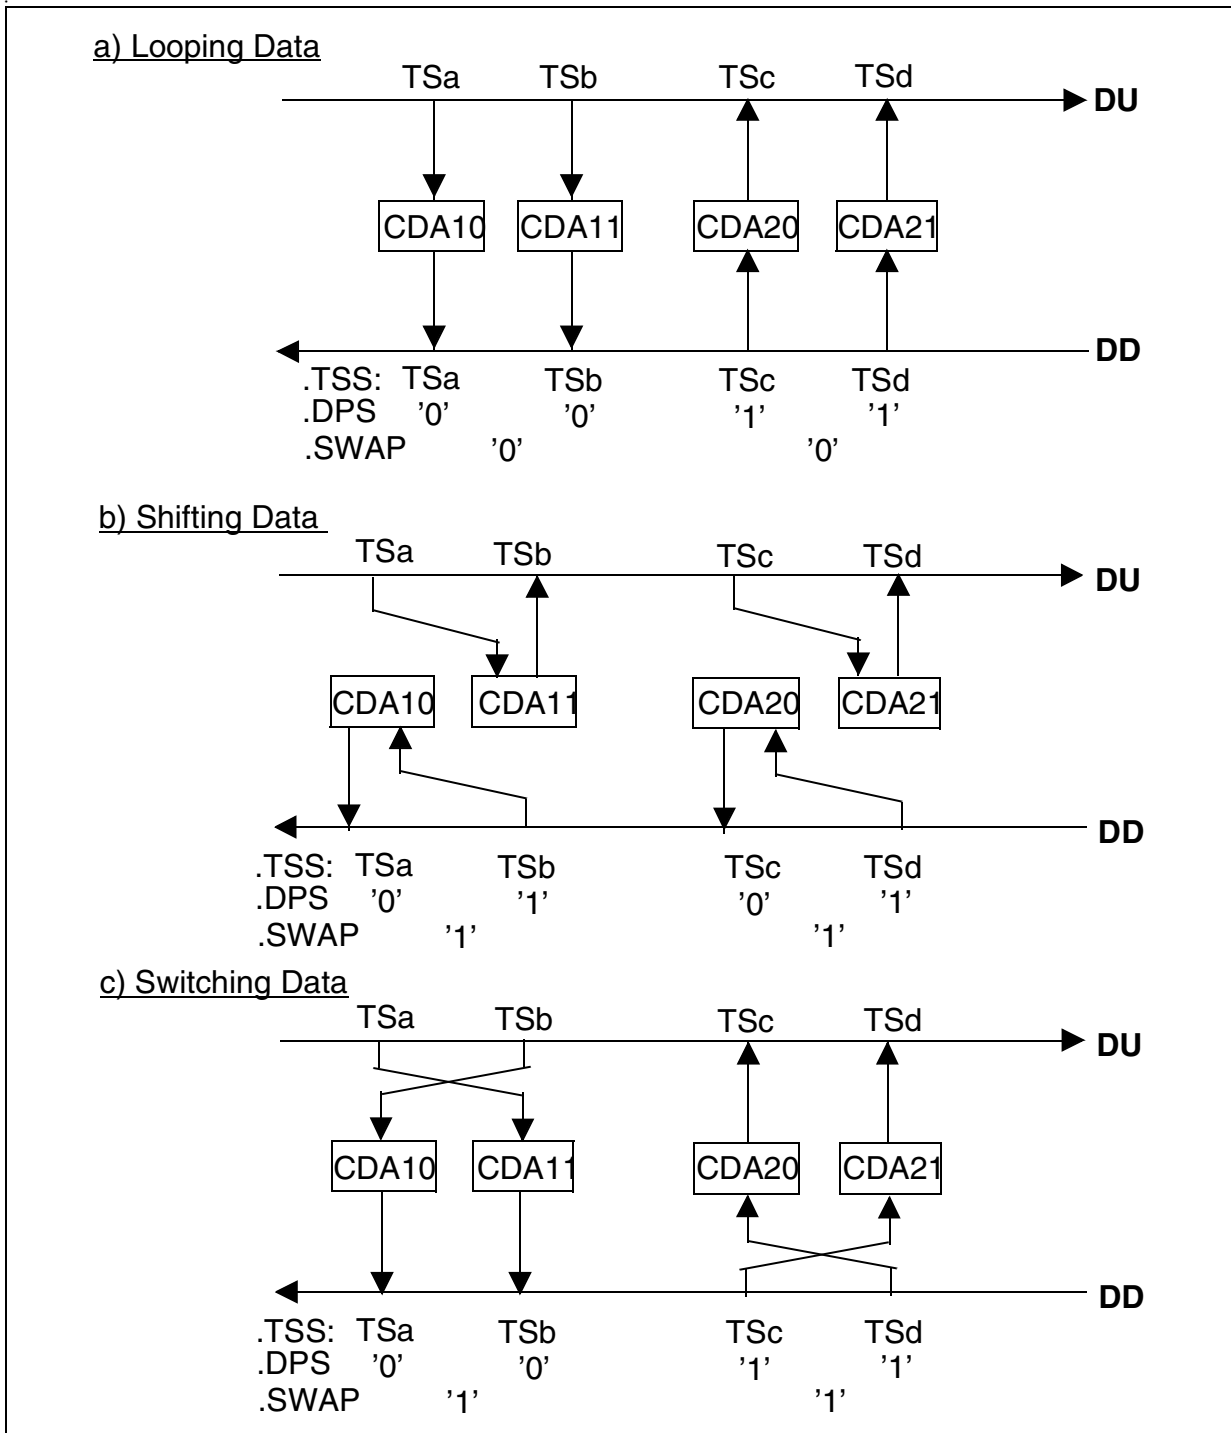 a) Looping Data
TSa TSb TSc TSd
DU
CDA10 CDA11 CDA20 CDA21
DD
.TSS: TSa TSb TSc TSd
.DPS '0' '0' '1' '1'
.SWAP '0' '0'
b) Shifting Data
TSa TSb TSc TSd
DU
CDA10 CDA11 CDA20 CDA21
DD
.TSS: TSa TSb TSc TSd
.DPS '0' '1' '0' '1'
.SWAP '1' '1'
c) Switching Data
TSa TSb TSc TSd
DU
CDA10 CDA11 CDA20 CDA21
DD
.TSS: TSa TSb TSc TSd
.DPS '0' '0' '1' '1'
.SWAP '1' '1'